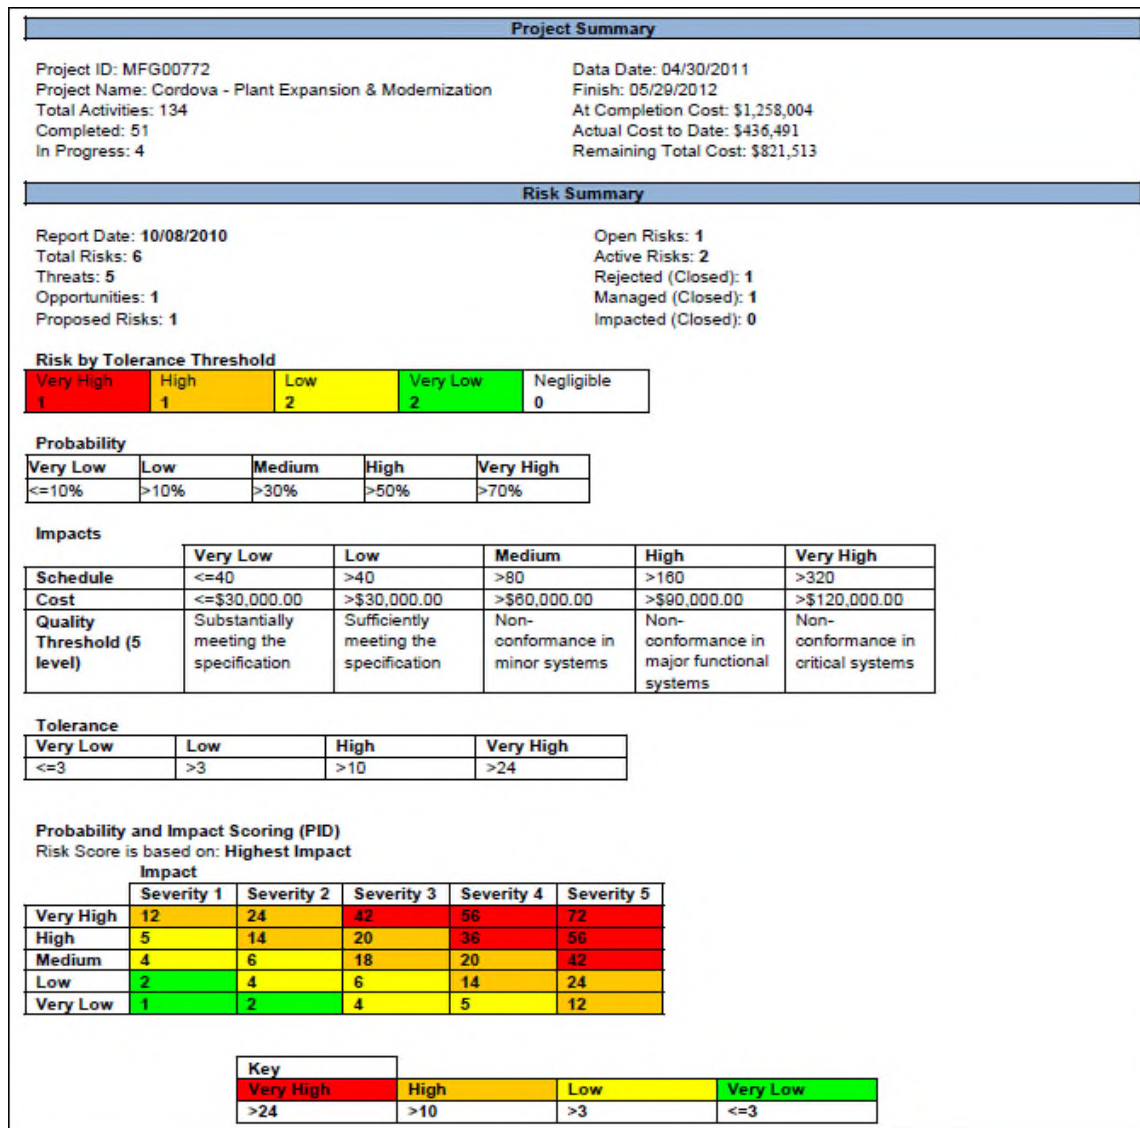 Project Summary
Project ID: MFG00772
Project Name: Cordova - Plant Expansion & Modernization
Total Activities: 134
Completed: 51
In Progress: 4
Data Date: 04/30/2011
Finish: 05/29/2012
At Completion Cost: $1,258,004
Actual Cost to Date: $436,491
Remaining Total Cost: $821,513
Risk Summary
Report Date: 10/08/2010
Total Risks: 6
Threats: 5
Opportunities: 1
Proposed Risks: 1
Open Risks: 1
Active Risks: 2
Rejected (Closed): 1
Managed (Closed): 1
Impacted (Closed): 0
Risk by Tolerance Threshold
Very High High Low Very Low Negligible
1 1 2 2 0
Probability
Very Low Low Medium High Very High
<=10% >10% >30% >50% >70%
Impacts
Very Low Low Medium High Very High
Schedule <=40 >40 >80 >160 >320
Cost <=$30,000.00 >$30,000.00 >$60,000.00 >$90,000.00 >$120,000.00
Quality Substantially Sufficiently Non- Non- Non-
Threshold (5 meeting the meeting the conformance in conformance in conformance in
level) specification specification minor systems major functional critical systems
systems
Tolerance
Very Low Low High Very High
<=3 >3 >10 >24
Probability and Impact Scoring (PID)
Risk Score is based on: Highest Impact
Impact
Severity 1 Severity 2 Severity 3 Severity 4 Severity 5
Very High 12 24 42 56 72
High 5 14 20 36 56
Medium 4 6 18 20 42
Low 2 4 6 14 24
Very Low 1 2 4 5 12
Key
Very High High Low Very Low
>24 >10 >3 <=3